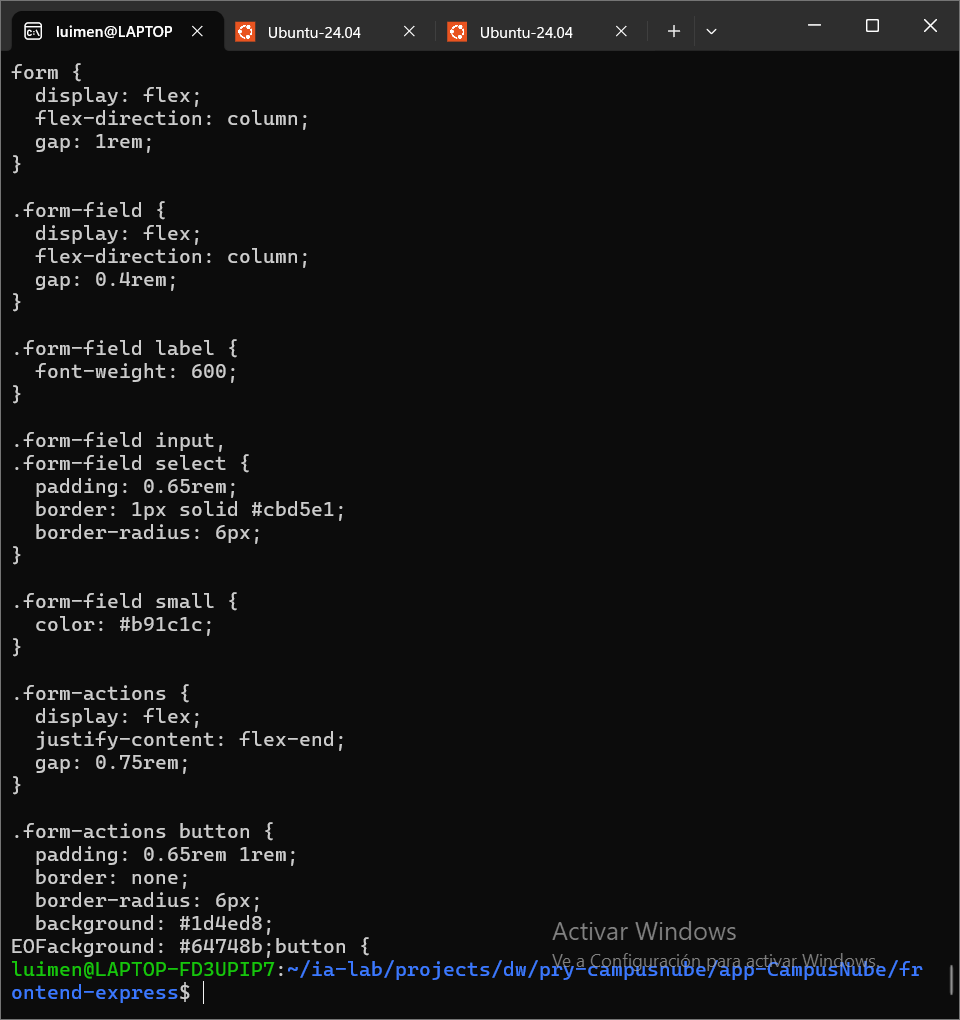 luimen@LAPTOP
Ubuntu-24.04
Ubuntu-24.04
form {
  display: flex;
  flex-direction: column;
  gap: 1rem;
}

.form-field {
  display: flex;
  flex-direction: column;
  gap: 0.4rem;
}

.form-field label {
  font-weight: 600;
}

.form-field input,
.form-field select {
  padding: 0.65rem;
  border: 1px solid #cbd5e1;
  border-radius: 6px;
}

.form-field small {
  color: #b91c1c;
}

.form-actions {
  display: flex;
  justify-content: flex-end;
  gap: 0.75rem;
}

.form-actions button {
  padding: 0.65rem 1rem;
  border: none;
  border-radius: 6px;
  background: #1d4ed8;
EOFackground: #64748b;button {
luimen@LAPTOP-FD3UPIP7:~/ia-lab/projects/dw/pry-campusnube/app-CampusNube/fr
ontend-express$
Activar Windows
Ve a Configuración para activar Windows.